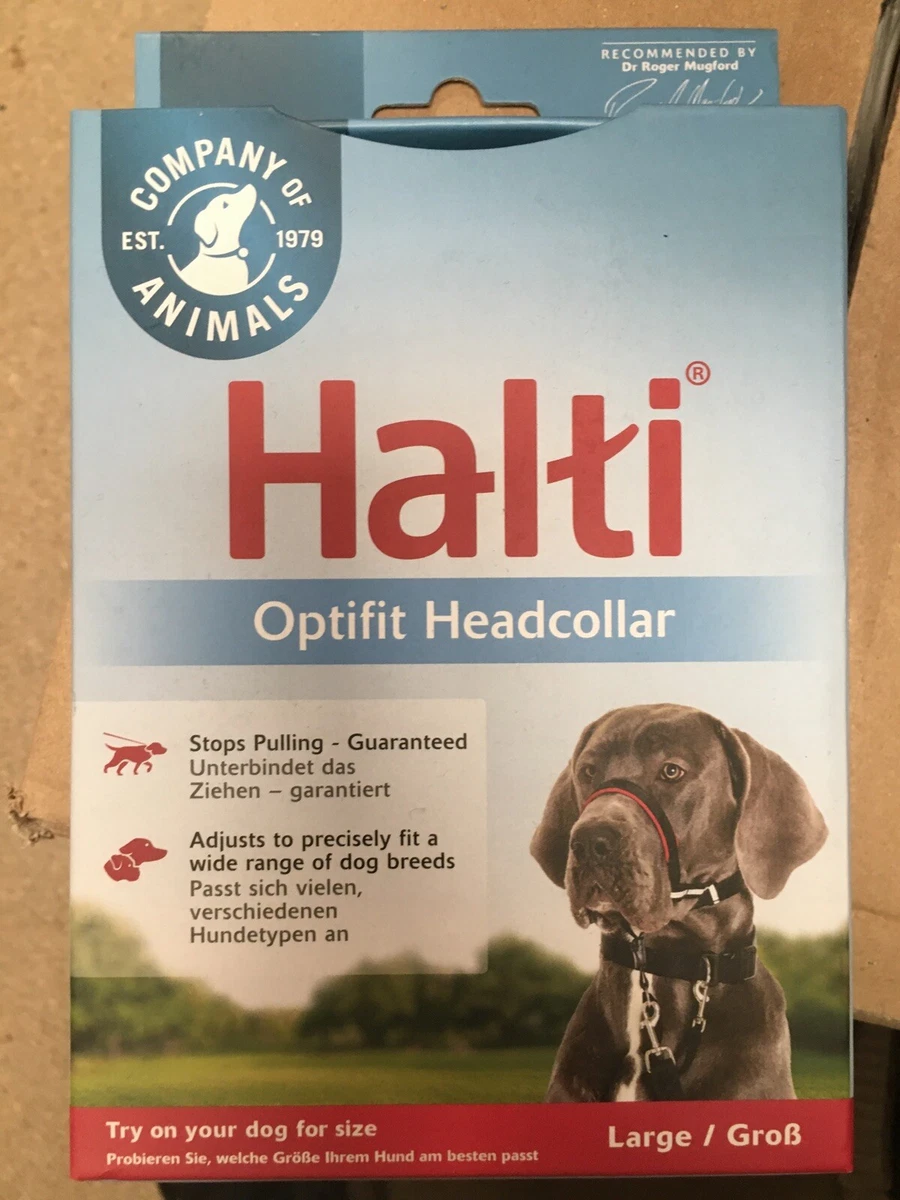 RECOMMENDED BY
Dr Roger Mugford
COMPANY OF
EST. 1979
ANIMALS
Halti®
Optifit Headcollar
Stops Pulling - Guaranteed
Unterbindet das
Ziehen – garantiert
Adjusts to precisely fit a
wide range of dog breeds
Passt sich vielen,
verschiedenen
Hundetypen an
Try on your dog for size
Probieren Sie, welche Größe Ihrem Hund am besten passt
Large / Groß